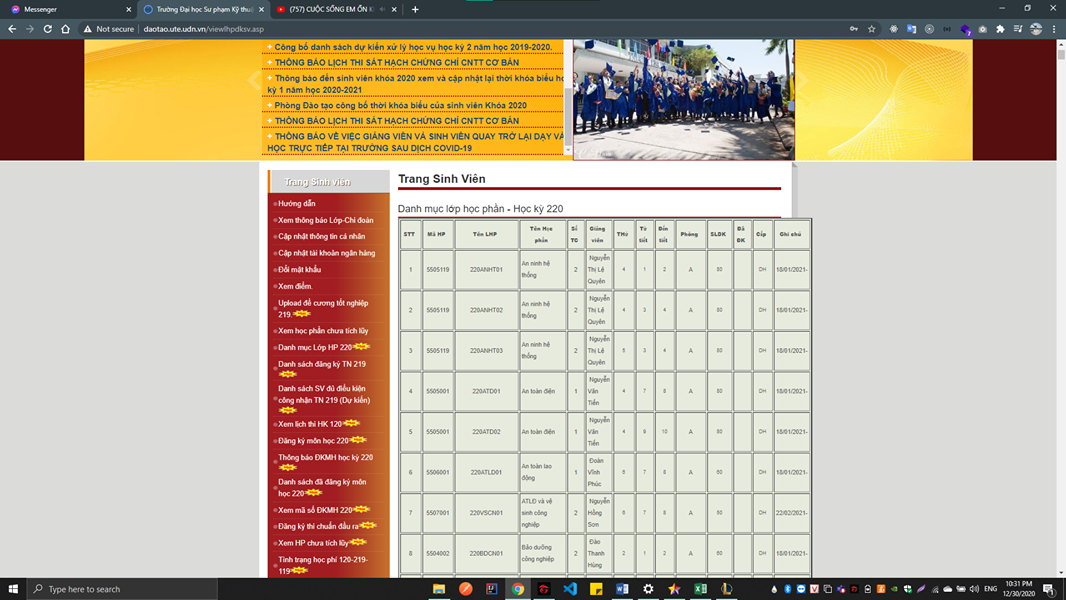 Messenger
Trường Đại học Sư phạm Kỹ thu
(757) CUỘC SỐNG EM ỔN K
Not secure | daotao.ute.udn.vn/viewlhpdksv.asp
+ Công bố danh sách dự kiến xử lý học vụ học kỳ 2 năm học 2019-2020.
+ THÔNG BÁO LỊCH THI SÁT HẠCH CHỨNG CHỈ CNTT CƠ BẢN
+ Thông báo đến sinh viên khóa 2020 xem và cập nhật lại thời khóa biểu họ
kỳ 1 năm học 2020-2021
+ Phòng Đào tạo công bố thời khóa biểu của sinh viên Khóa 2020
+ THÔNG BÁO LỊCH THI SÁT HẠCH CHỨNG CHỈ CNTT CƠ BẢN
+ THÔNG BÁO VỀ VIỆC GIẢNG VIÊN VÀ SINH VIÊN QUAY TRỞ LẠI DẠY VÀ
HỌC TRỰC TIẾP TẠI TRƯỜNG SAU DỊCH COVID-19
Trang Sinh viên
Hướng dẫn
Xem thông báo Lớp-Chi đoàn
Cập nhật thông tin cá nhân
Cập nhật tài khoản ngân hàng
Đổi mật khẩu
Xem điểm.
Upload đề cương tốt nghiệp
219.
Xem học phần chưa tích lũy
Danh mục Lớp HP 220
Danh sách đăng ký TN 219
Danh sách SV đủ điều kiện
công nhận TN 219 (Dự kiến)
Xem lịch thi HK 120
Đăng ký môn học 220
Thông báo ĐKMH học kỳ 220
Danh sách đã đăng ký môn
học 220
Xem mã số ĐKMH 220
Đăng ký thi chuẩn đầu ra
Xem HP chưa tích lũy
Tình trạng học phí 120-219-
119
Trang Sinh Viên
Danh mục lớp học phần - Học kỳ 220
STT Mã HP Tên LHP Tên Học phần Số TC Giảng viên THứ Từ tiết Đến tiết Phòng SLDK Đã ĐK Cấp Ghi chú
1 5505119 220ANHT01 An ninh hệ thống 2 Nguyễn Thị Lệ Quyên 4 1 2 A 80 DH 18/01/2021-
2 5505119 220ANHT02 An ninh hệ thống 2 Nguyễn Thị Lệ Quyên 4 3 4 A 80 DH 18/01/2021-
3 5505119 220ANHT03 An ninh hệ thống 2 Nguyễn Thị Lệ Quyên 5 3 4 A 80 DH 18/01/2021-
4 5505001 220ATD01 An toàn điện 1 Nguyễn Văn Tiến 4 7 8 A 80 DH 18/01/2021-
5 5505001 220ATD02 An toàn điện 1 Nguyễn Văn Tiến 4 9 10 A 80 DH 18/01/2021-
6 5506001 220ATLD01 An toàn lao động 1 Đoàn Vĩnh Phúc 6 7 8 A 60 DH 18/01/2021-
7 5507001 220VSCN01 ATLĐ và vệ sinh công nghiệp 2 Nguyễn Hồng Sơn 6 7 8 A 60 DH 22/02/2021-
8 5504002 220BDCN01 Bảo dưỡng công nghiệp 2 Đào Thanh Hùng 2 1 2 A 60 DH 18/01/2021-
Type here to search
ENG
10:31 PM
12/30/2020